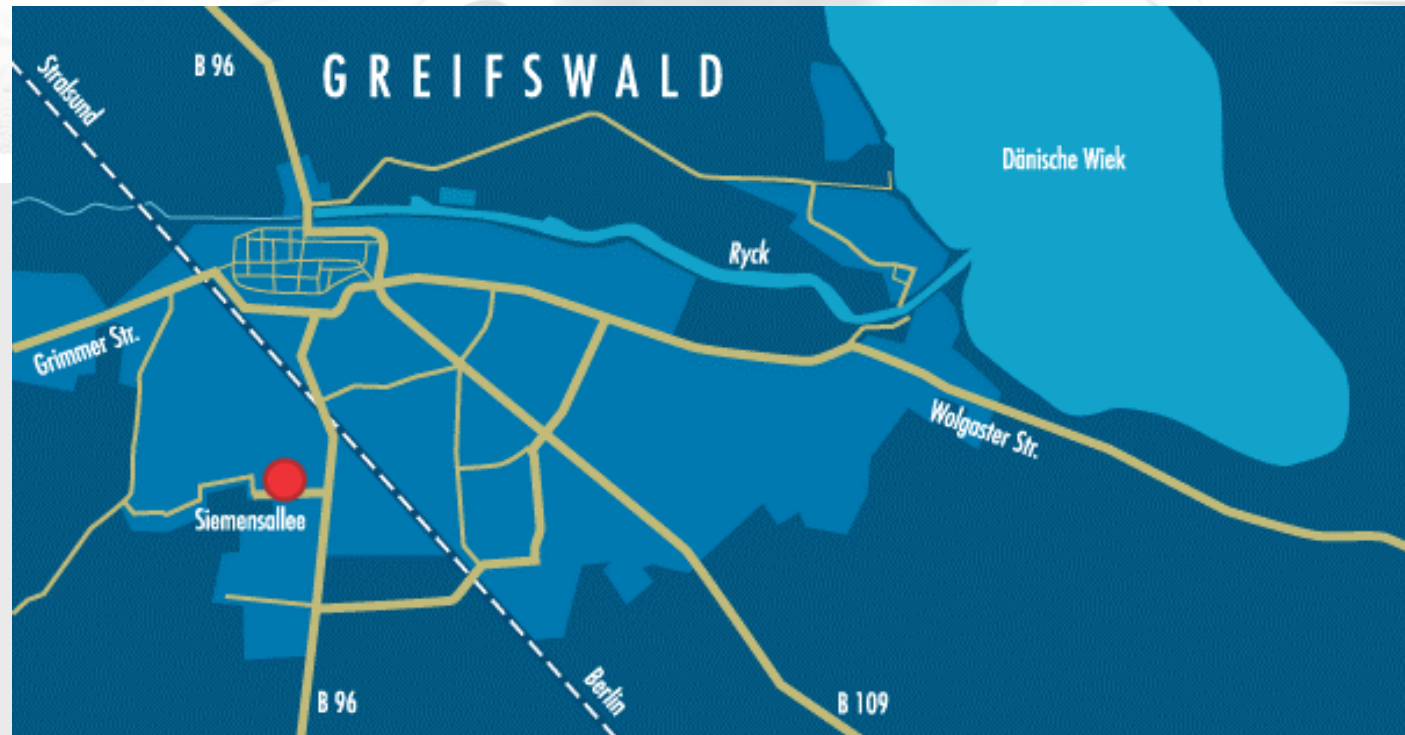 Stralsund
B 96
GREIFSWALD
Dänische Wiek
Ryck
Grimmer Str.
Wolgaster Str.
Siemensallee
B 96
Berlin
B 109